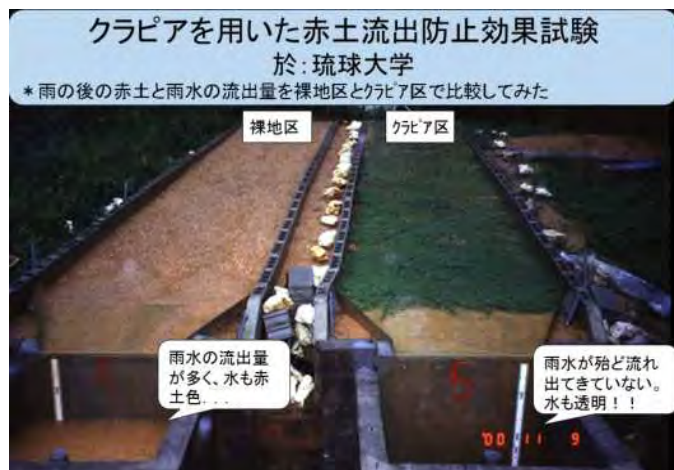 クラピアを用いた赤土流出防止効果試験
於：琉球大学
＊雨の後の赤土と雨水の流出量を裸地区とｸﾗﾋﾟｱ区で比較してみた
裸地区
ｸﾗﾋﾟｱ区
雨水の流出量
が多く、水も赤
土色．．．
雨水が殆ど流れ
出てきていない。
水も透明！！
5
'00 11 9